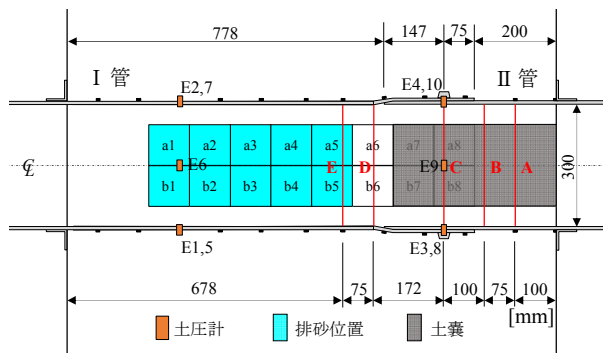 778 147 75 200
Ⅰ 管 E2,7 E4,10 Ⅱ管
a1 a2 a3 a4 a5 a6 a7 a8
℄ E6 E D E9 C B A 300
b1 b2 b3 b4 b5 b6 b7 b8
E1,5 E3,8
678 75 172 100 75 100
[mm]
土圧計 排砂位置 土嚢